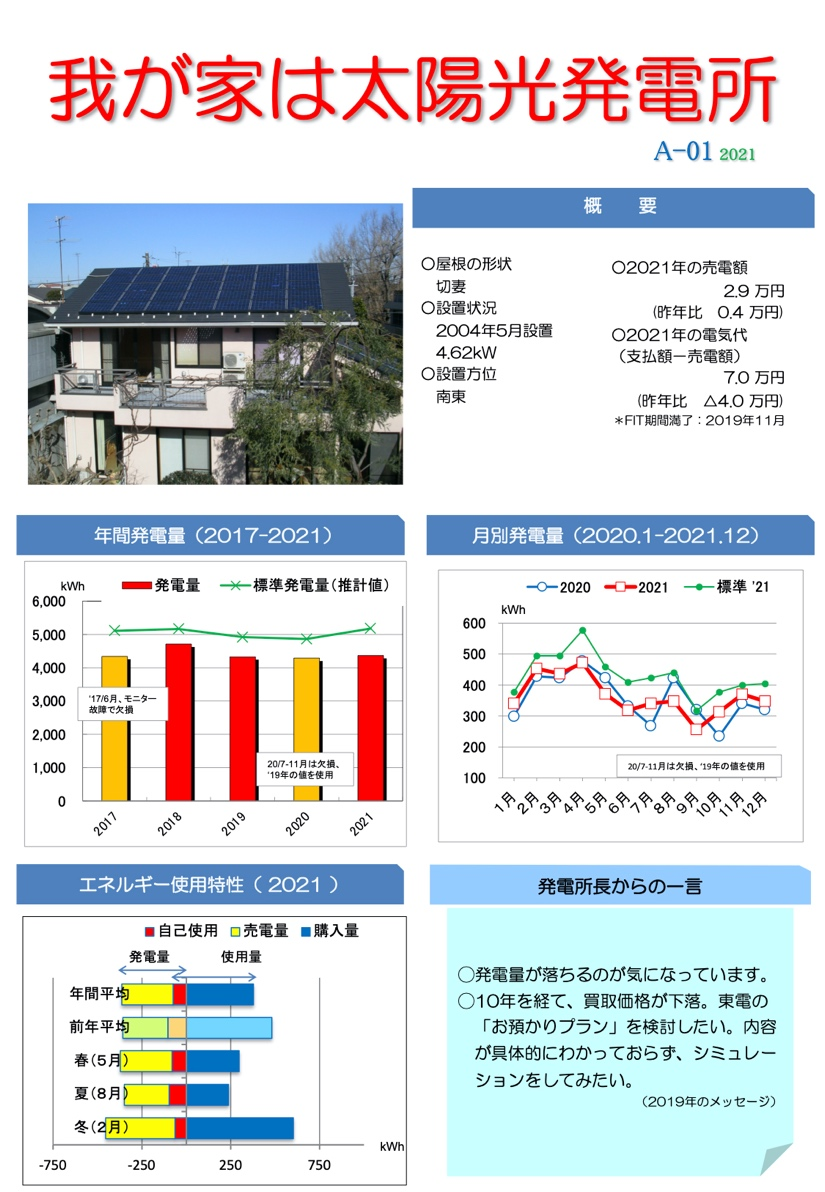 我が家は太陽光発電所
A-01 2021
概　要
〇屋根の形状
切妻
〇設置状況
2004年5月設置
4.62kW
〇設置方位
南東
〇2021年の売電額
2.9 万円
(昨年比　0.4 万円)
〇2021年の電気代
（支払額－売電額）
7.0 万円
(昨年比　△4.0 万円)
＊FIT期間満了：2019年11月
年間発電量（2017-2021）
kWh
発電量
標準発電量（推計値）
6,000
5,000
4,000
3,000
2,000
1,000
0
'17/6月、モニター
故障で欠損
20/7-11月は欠損、
'19年の値を使用
2017
2018
2019
2020
2021
月別発電量（2020.1-2021.12）
2020
2021
標準 '21
kWh
600
500
400
300
200
100
20/7-11月は欠損、'19年の値を使用
1月
2月
3月
4月
5月
6月
7月
8月
9月
10月
11月
12月
エネルギー使用特性（ 2021 ）
自己使用
売電量
購入量
発電量
使用量
年間平均
前年平均
春（5月）
夏（8月）
冬（2月）
kWh
-750
-250
250
750
発電所長からの一言
〇発電量が落ちるのが気になっています。
〇10年を経て、買取価格が下落。東電の
「お預かりプラン」を検討したい。内容
が具体的にわかっておらず、シミュレー
ションをしてみたい。
（2019年のメッセージ）